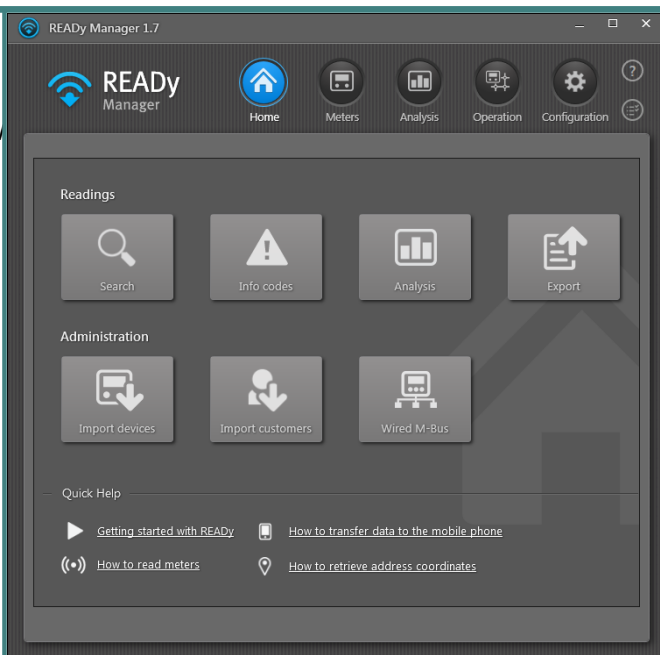 READy Manager 1.7
READy
Manager
Home
Meters
Analysis
Operation
Configuration
Readings
Search
Info codes
Analysis
Export
Administration
Import devices
Import customers
Wired M-Bus
Quick Help
Getting started with READy
How to transfer data to the mobile phone
How to read meters
How to retrieve address coordinates